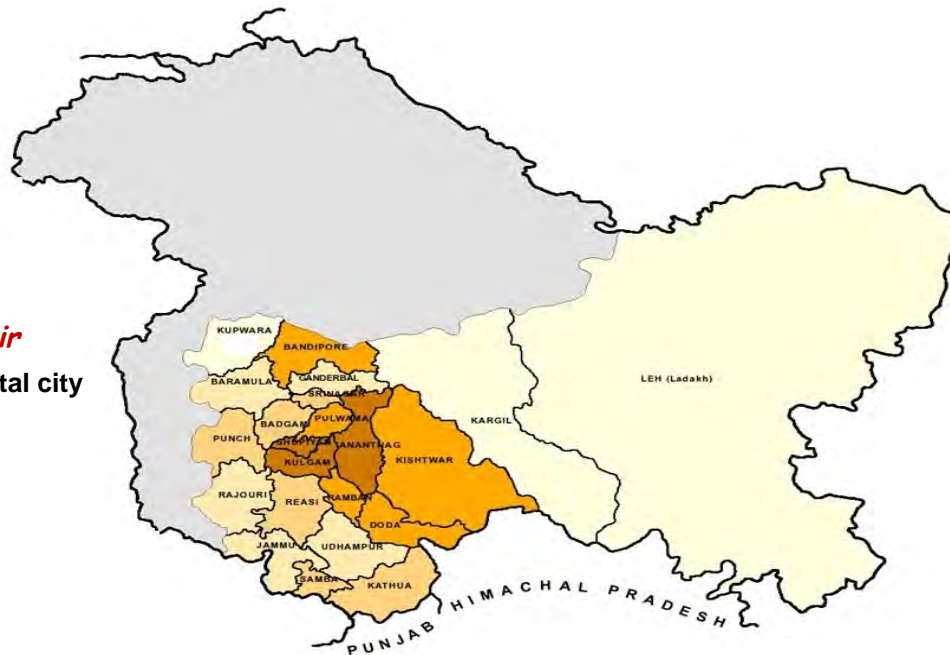 ir
tal city
KUPWARA
BANDIPORE
BARAMULA
GANDERBAL
SRINAGAR
BADGAM
PULWAMA
PUNCH
SHOPIYAN
ANANTNAG
KULGAM
KISHTWAR
KARGIL
LEH (Ladakh)
RAJOURI
REASI
RAMBAN
DODA
JAMMU
UDHAMPUR
SAMBA
KATHUA
PUNJAB HIMACHAL PRADESH